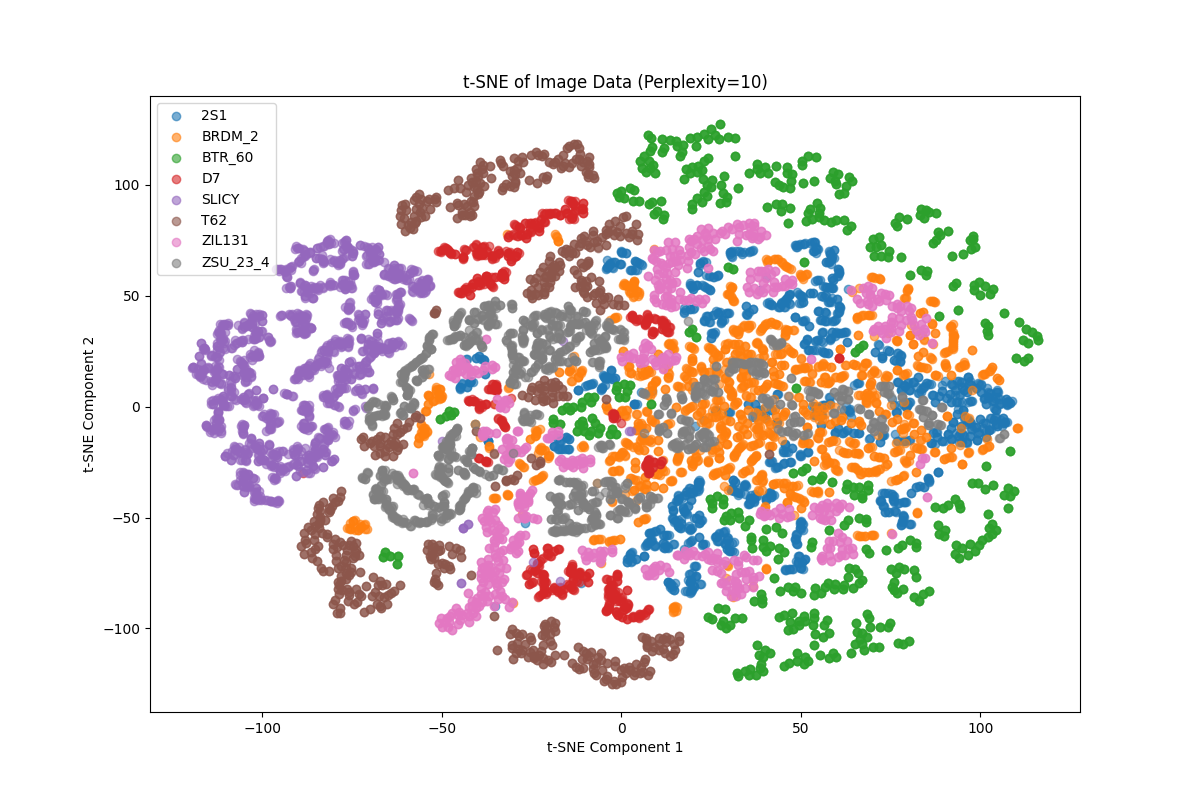 t-SNE of Image Data (Perplexity=10)
2S1
BRDM_2
BTR_60
D7
SLICY
T62
ZIL131
ZSU_23_4
100
50
0
−50
−100
t-SNE Component 2
−100
−50
0
50
100
t-SNE Component 1